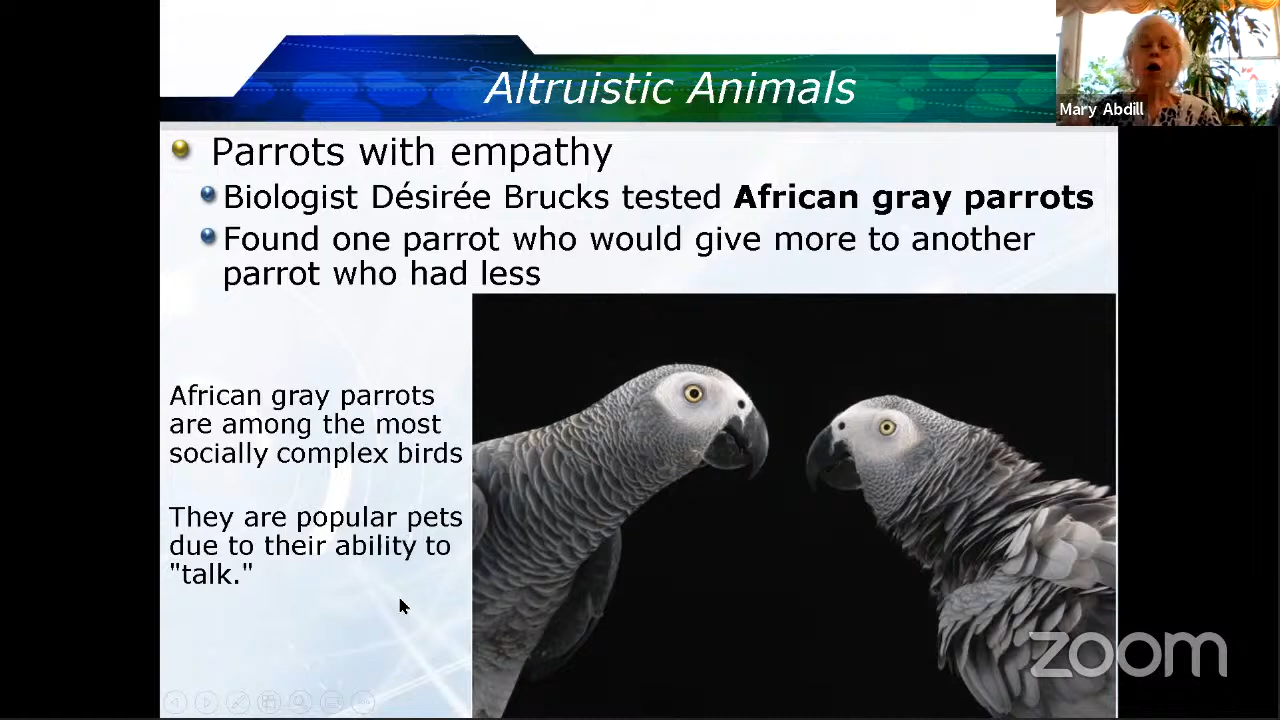 Altruistic Animals
Mary Abdill
Parrots with empathy
Biologist Désirée Brucks tested African gray parrots
Found one parrot who would give more to another
parrot who had less
African gray parrots
are among the most
socially complex birds
They are popular pets
due to their ability to
"talk."
zoom